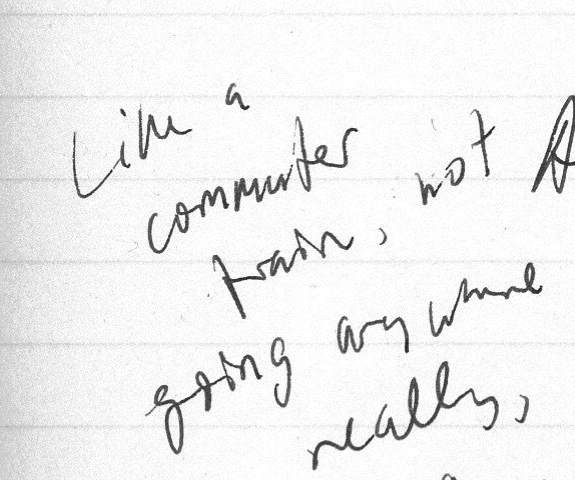 Like a
commuter
train, not
going anywhere
really,